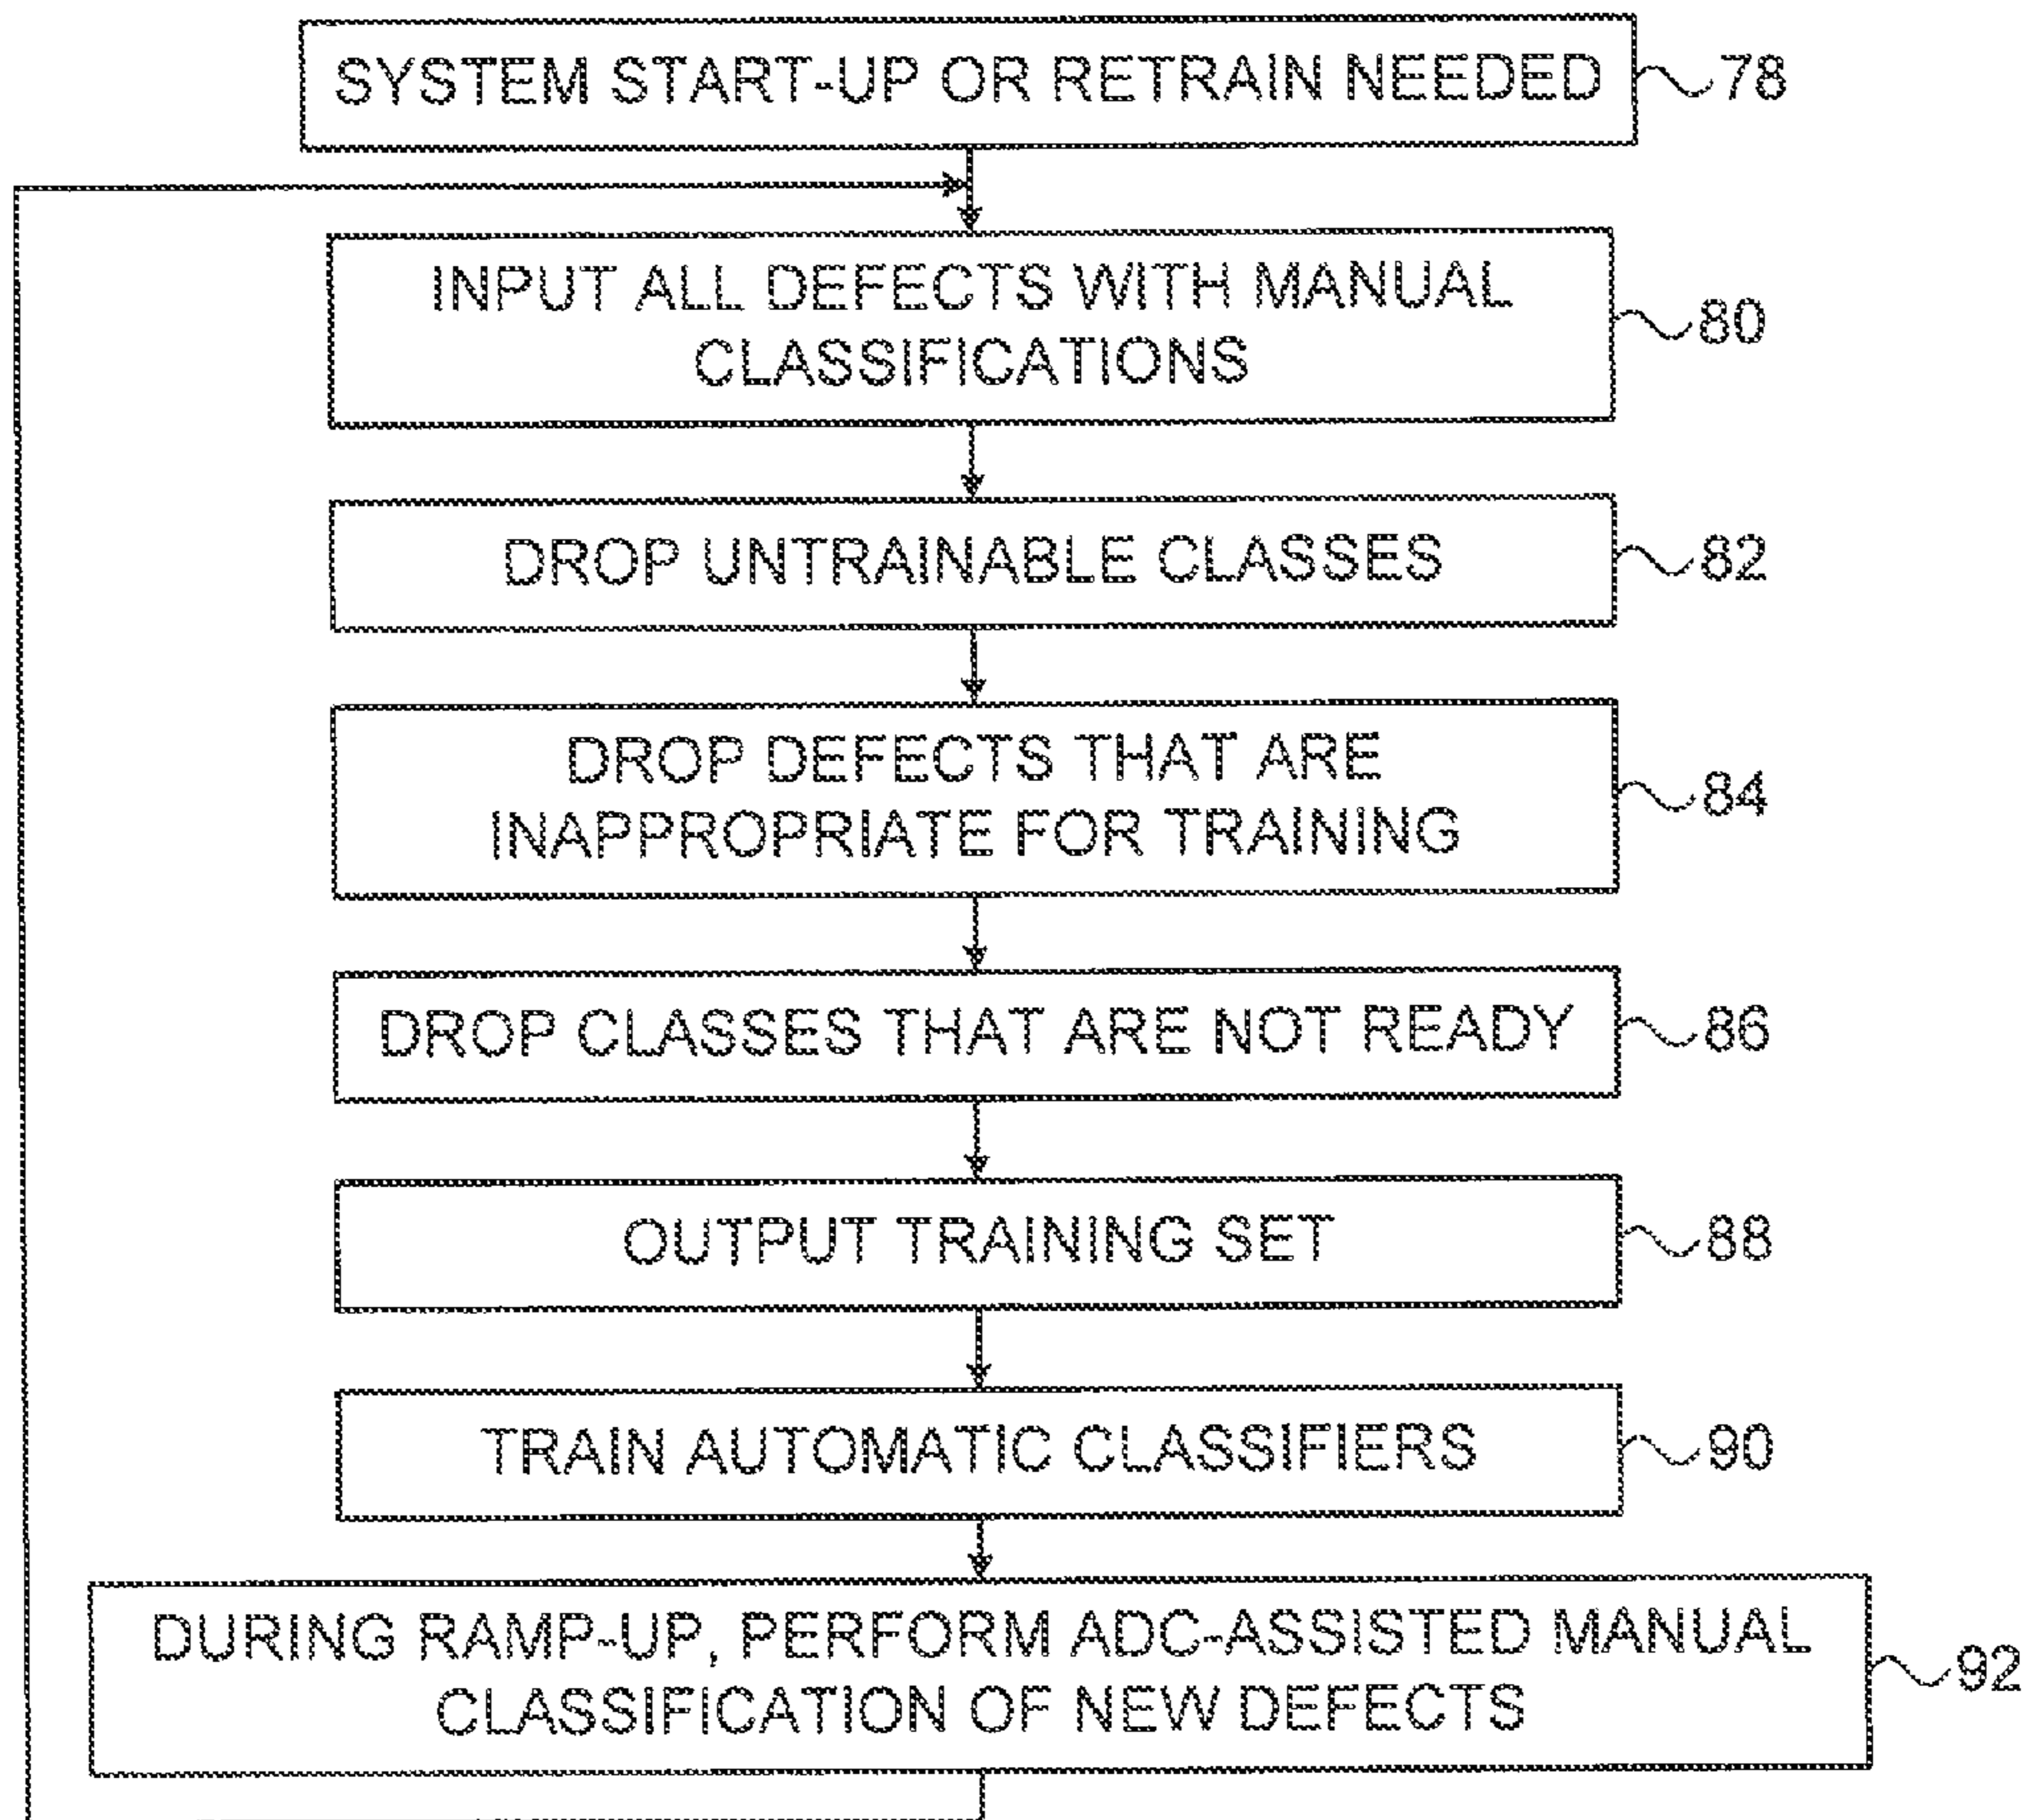 SYSTEM START-UP OR RETRAIN NEEDED
78
INPUT ALL DEFECTS WITH MANUAL
CLASSIFICATIONS
80
DROP UNTRAINABLE CLASSES
82
DROP DEFECTS THAT ARE
INAPPROPRIATE FOR TRAINING
84
DROP CLASSES THAT ARE NOT READY
86
OUTPUT TRAINING SET
88
TRAIN AUTOMATIC CLASSIFIERS
90
DURING RAMP-UP, PERFORM ADC-ASSISTED MANUAL
CLASSIFICATION OF NEW DEFECTS
92